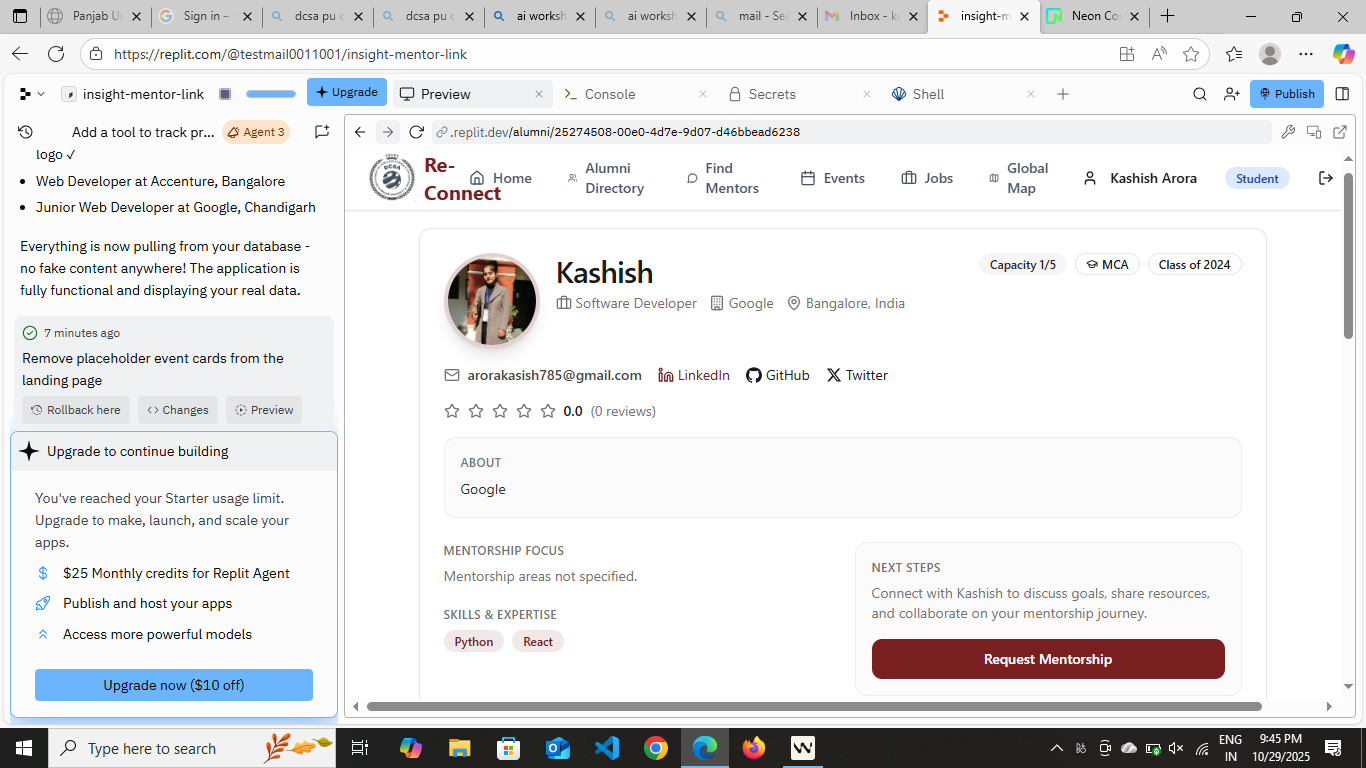 Panjab Un
Sign in –
dcsa pu c
dcsa pu c
ai worksh
ai worksh
mail - Sea
Inbox - ka
insight-m
Neon Co
https://replit.com/@testmail0011001/insight-mentor-link
insight-mentor-link
Upgrade
Preview
Console
Secrets
Shell
Publish
Add a tool to track pr...
Agent 3
.replit.dev/alumni/25274508-00e0-4d7e-9d07-d46bbead6238
logo ✓
• Web Developer at Accenture, Bangalore
• Junior Web Developer at Google, Chandigarh
Everything is now pulling from your database -
no fake content anywhere! The application is
fully functional and displaying your real data.
7 minutes ago
Remove placeholder event cards from the
landing page
Rollback here
Changes
Preview
Upgrade to continue building
You've reached your Starter usage limit.
Upgrade to make, launch, and scale your
apps.
$25 Monthly credits for Replit Agent
Publish and host your apps
Access more powerful models
Upgrade now ($10 off)
DCSA
Re-
Connect
Home
Alumni
Directory
Find
Mentors
Events
Jobs
Global
Map
Kashish Arora
Student
Kashish
Capacity 1/5
MCA
Class of 2024
Software Developer
Google
Bangalore, India
arorakasish785@gmail.com
LinkedIn
GitHub
Twitter
0.0 (0 reviews)
ABOUT
Google
MENTORSHIP FOCUS
Mentorship areas not specified.
SKILLS & EXPERTISE
Python
React
NEXT STEPS
Connect with Kashish to discuss goals, share resources,
and collaborate on your mentorship journey.
Request Mentorship
Type here to search
ENG
IN
9:45 PM
10/29/2025